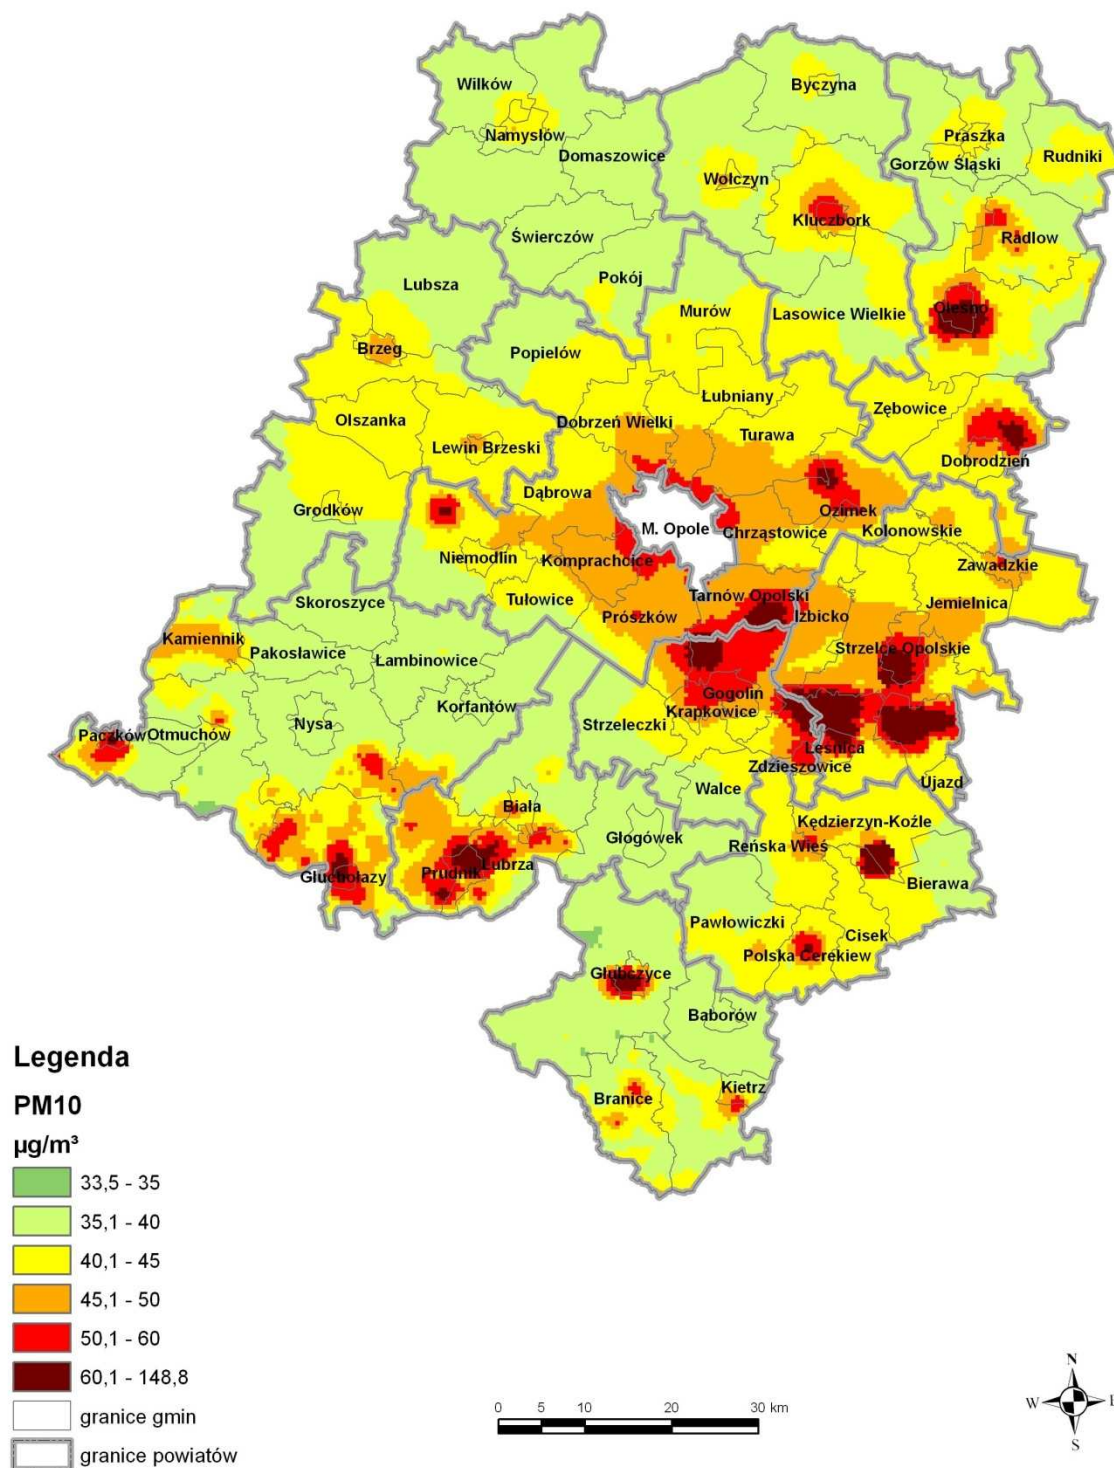 Wilków
Byczyna
Namysłów
Praszka
Domaszowice
Rudniki
Gorzów Śląski
Wołczyn
Kluczbork
Radlow
Świerczów
Pokój
Lubsza
Murów
Lasowice Wielkie
Olesno
Brzeg
Popielów
Łubniany
Zębowice
Olszanka
Dobrzeń Wielki
Turawa
Lewin Brzeski
Dobrodzień
Dąbrowa
Grodków
Ozimek
M. Opole
Chrząstowice
Kolonowskie
Niemodlin
Komprachcice
Zawadzkie
Tułowice
Tarnów Opolski
Skoroszyce
Jemielnica
Prószków
Izbicko
Kamiennik
Pakosławice
Strzelce Opolskie
Łambinowice
Gogolin
Korfantów
Krapkowice
Nysa
Strzeleczki
Paczków
Otmuchów
Leśnica
Zdzieszowice
Ujazd
Walce
Biała
Kędzierzyn-Koźle
Głogówek
Reńska Wieś
Lubrza
Prudnik
Głuchołazy
Bierawa
Pawłowiczki
Cisek
Polska Cerekiew
Głubczyce
Baborów
Kietrz
Branice
Legenda
PM10
µg/m³
33,5 - 35
35,1 - 40
40,1 - 45
45,1 - 50
50,1 - 60
60,1 - 148,8
granice gmin
granice powiatów
0 5 10 20 30 km
N
W E
S